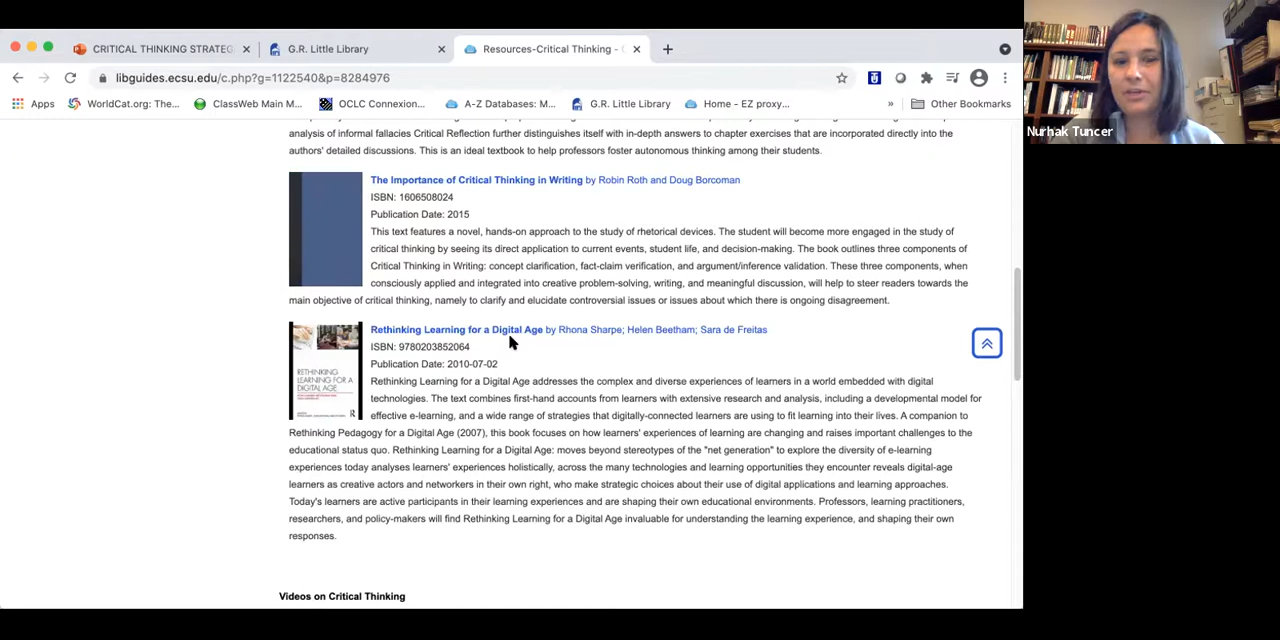 CRITICAL THINKING STRATEG
G.R. Little Library
Resources-Critical Thinking -
libguides.ecsu.edu/c.php?g=1122540&p=8284976
Apps
WorldCat.org: The...
ClassWeb Main M...
OCLC Connexion...
A-Z Databases: M...
G.R. Little Library
Home - EZ proxy...
»
Other Bookmarks
Nurhak Tuncer
analysis of informal fallacies Critical Reflection further distinguishes itself with in-depth answers to chapter exercises that are incorporated directly into the
authors' detailed discussions. This is an ideal textbook to help professors foster autonomous thinking among their students.
The Importance of Critical Thinking in Writing by Robin Roth and Doug Borcoman
ISBN: 1606508024
Publication Date: 2015
This text features a novel, hands-on approach to the study of rhetorical devices. The student will become more engaged in the study of
critical thinking by seeing its direct application to current events, student life, and decision-making. The book outlines three components of
Critical Thinking in Writing: concept clarification, fact-claim verification, and argument/inference validation. These three components, when
consciously applied and integrated into creative problem-solving, writing, and meaningful discussion, will help to steer readers towards the
main objective of critical thinking, namely to clarify and elucidate controversial issues or issues about which there is ongoing disagreement.
Rethinking Learning for a Digital Age by Rhona Sharpe; Helen Beetham; Sara de Freitas
ISBN: 9780203852064
Publication Date: 2010-07-02
RETHINKING
LEARNING FOR A
DIGITAL AGE
Rethinking Learning for a Digital Age addresses the complex and diverse experiences of learners in a world embedded with digital
technologies. The text combines first-hand accounts from learners with extensive research and analysis, including a developmental model for
effective e-learning, and a wide range of strategies that digitally-connected learners are using to fit learning into their lives. A companion to
Rethinking Pedagogy for a Digital Age (2007), this book focuses on how learners' experiences of learning are changing and raises important challenges to the
educational status quo. Rethinking Learning for a Digital Age: moves beyond stereotypes of the "net generation" to explore the diversity of e-learning
experiences today analyses learners' experiences holistically, across the many technologies and learning opportunities they encounter reveals digital-age
learners as creative actors and networkers in their own right, who make strategic choices about their use of digital applications and learning approaches.
Today's learners are active participants in their learning experiences and are shaping their own educational environments. Professors, learning practitioners,
researchers, and policy-makers will find Rethinking Learning for a Digital Age invaluable for understanding the learning experience, and shaping their own
responses.
Videos on Critical Thinking